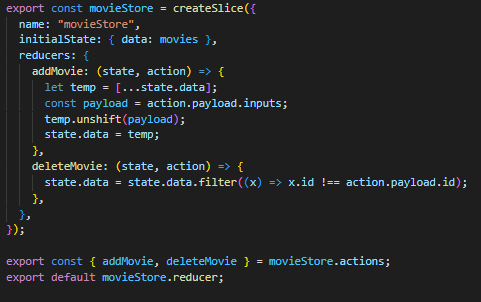 export const movieStore = createSlice({
  name: "movieStore",
  initialState: { data: movies },
  reducers: {
    addMovie: (state, action) => {
      let temp = [...state.data];
      const payload = action.payload.inputs;
      temp.unshift(payload);
      state.data = temp;
    },
    deleteMovie: (state, action) => {
      state.data = state.data.filter((x) => x.id !== action.payload.id);
    },
  },
});

export const { addMovie, deleteMovie } = movieStore.actions;
export default movieStore.reducer;